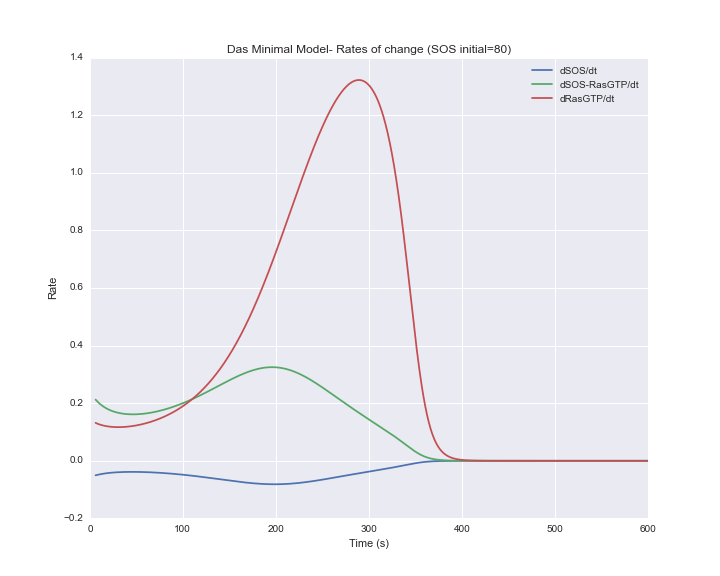 Das Minimal Model- Rates of change (SOS initial=80)
1.4
1.2
1.0
0.8
0.6
0.4
0.2
0.0
−0.2
Rate
dSOS/dt
dSOS-RasGTP/dt
dRasGTP/dt
0 100 200 300 400 500 600
Time (s)